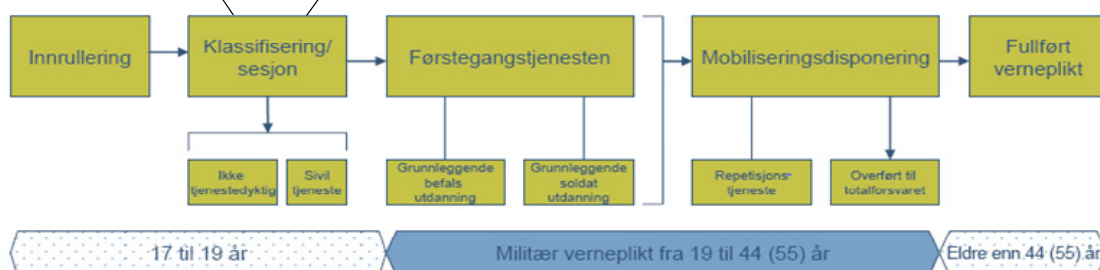 Innrullering
Klassifisering/
sesjon
Førstegangstjenesten
Mobiliseringsdisponering
Fullført
verneplikt
Ikke
tjenestedyktig
Sivil
tjeneste
Grunnleggende
befals
utdanning
Grunnleggende
soldat
utdanning
Repetisjons-
tjeneste
Overført til
totalforsvaret
17 til 19 år
Militær verneplikt fra 19 til 44 (55) år
Eldre enn 44 (55) år